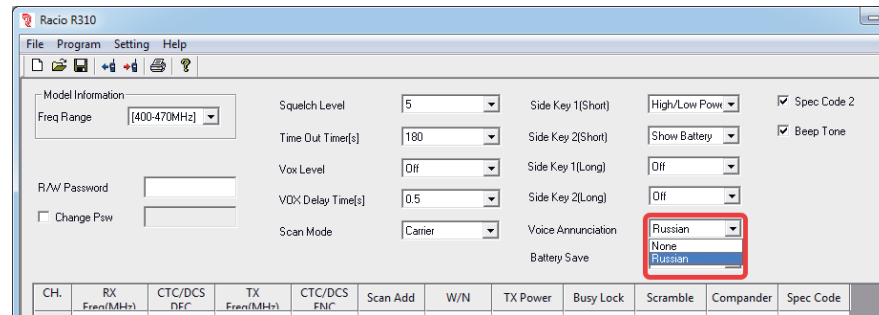 Racio R310
File Program Setting Help
Model Information
Freq Range [400-470MHz]
R/W Password
Change Psw
Squelch Level 5
Time Out Timer[s] 180
Vox Level Off
VOX Delay Time[s] 0.5
Scan Mode Carrier
Side Key 1(Short) High/Low Powe
Side Key 2(Short) Show Battery
Side Key 1(Long) Off
Side Key 2(Long) Off
Voice Annunciation Russian
None
Russian
Battery Save
Spec Code 2
Beep Tone
CH. RX Freq(MHz) CTC/DCS DEC TX Freq(MHz) CTC/DCS ENC Scan Add W/N TX Power Busy Lock Scramble Compander Spec Code